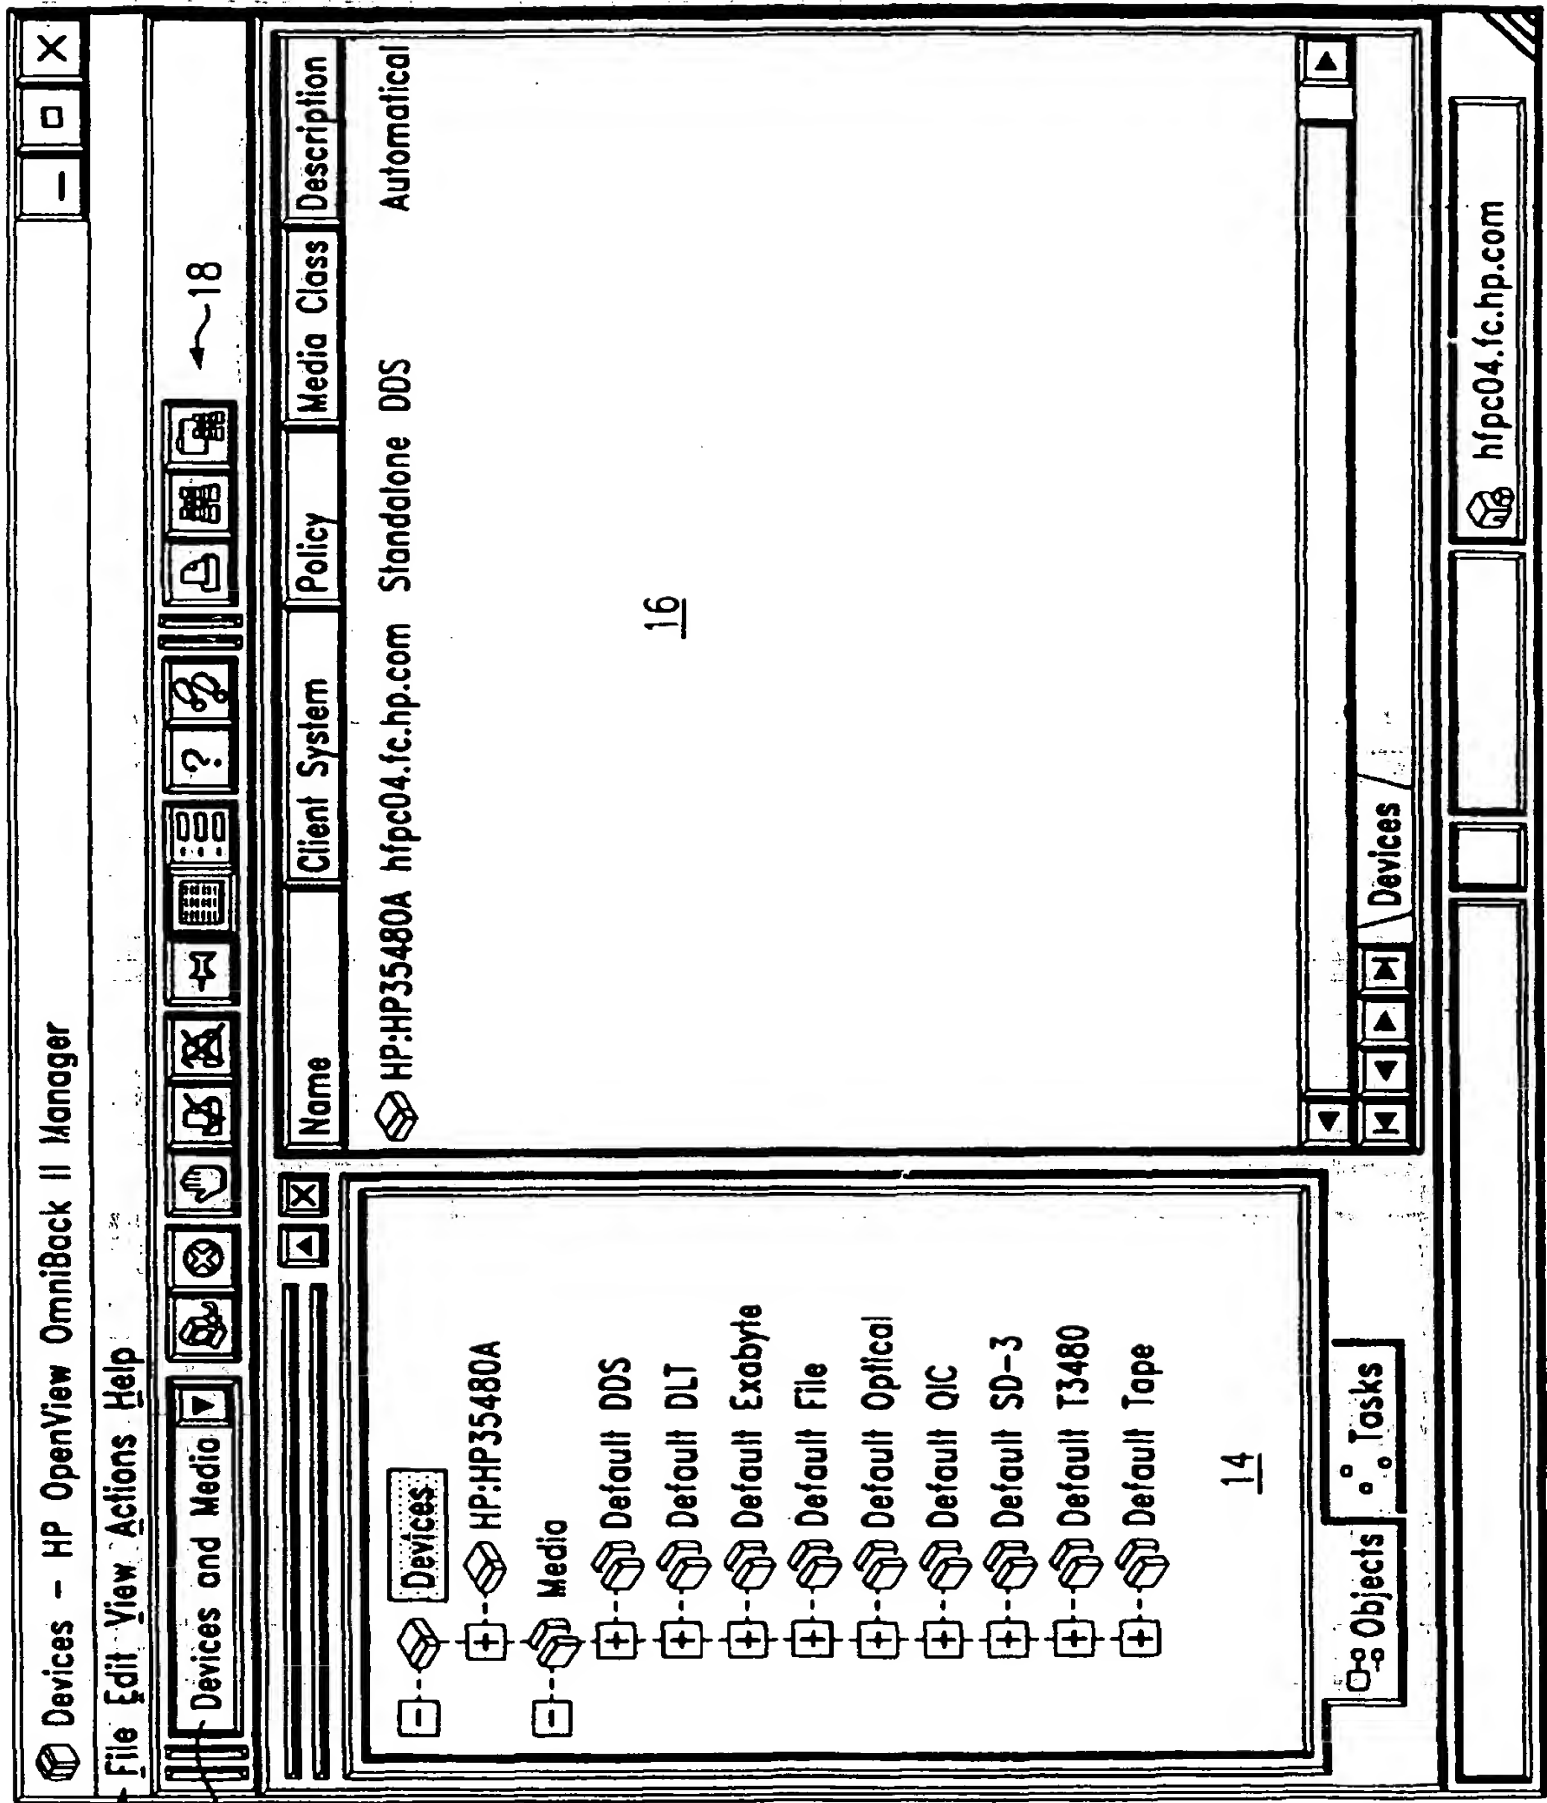 Devices - HP OpenView OmniBack II Manager
File Edit View Actions Help
Devices and Media
?
18
Name Client System Policy Media Class Description
HP:HP35480A hfpc04.fc.hp.com Standalone DDS Automatical
16
Devices
HP:HP35480A
Media
Default DDS
Default DLT
Default Exabyte
Default File
Default Optical
Default QIC
Default SD-3
Default T3480
Default Tape
14
Objects Tasks
Devices
hfpc04.fc.hp.com